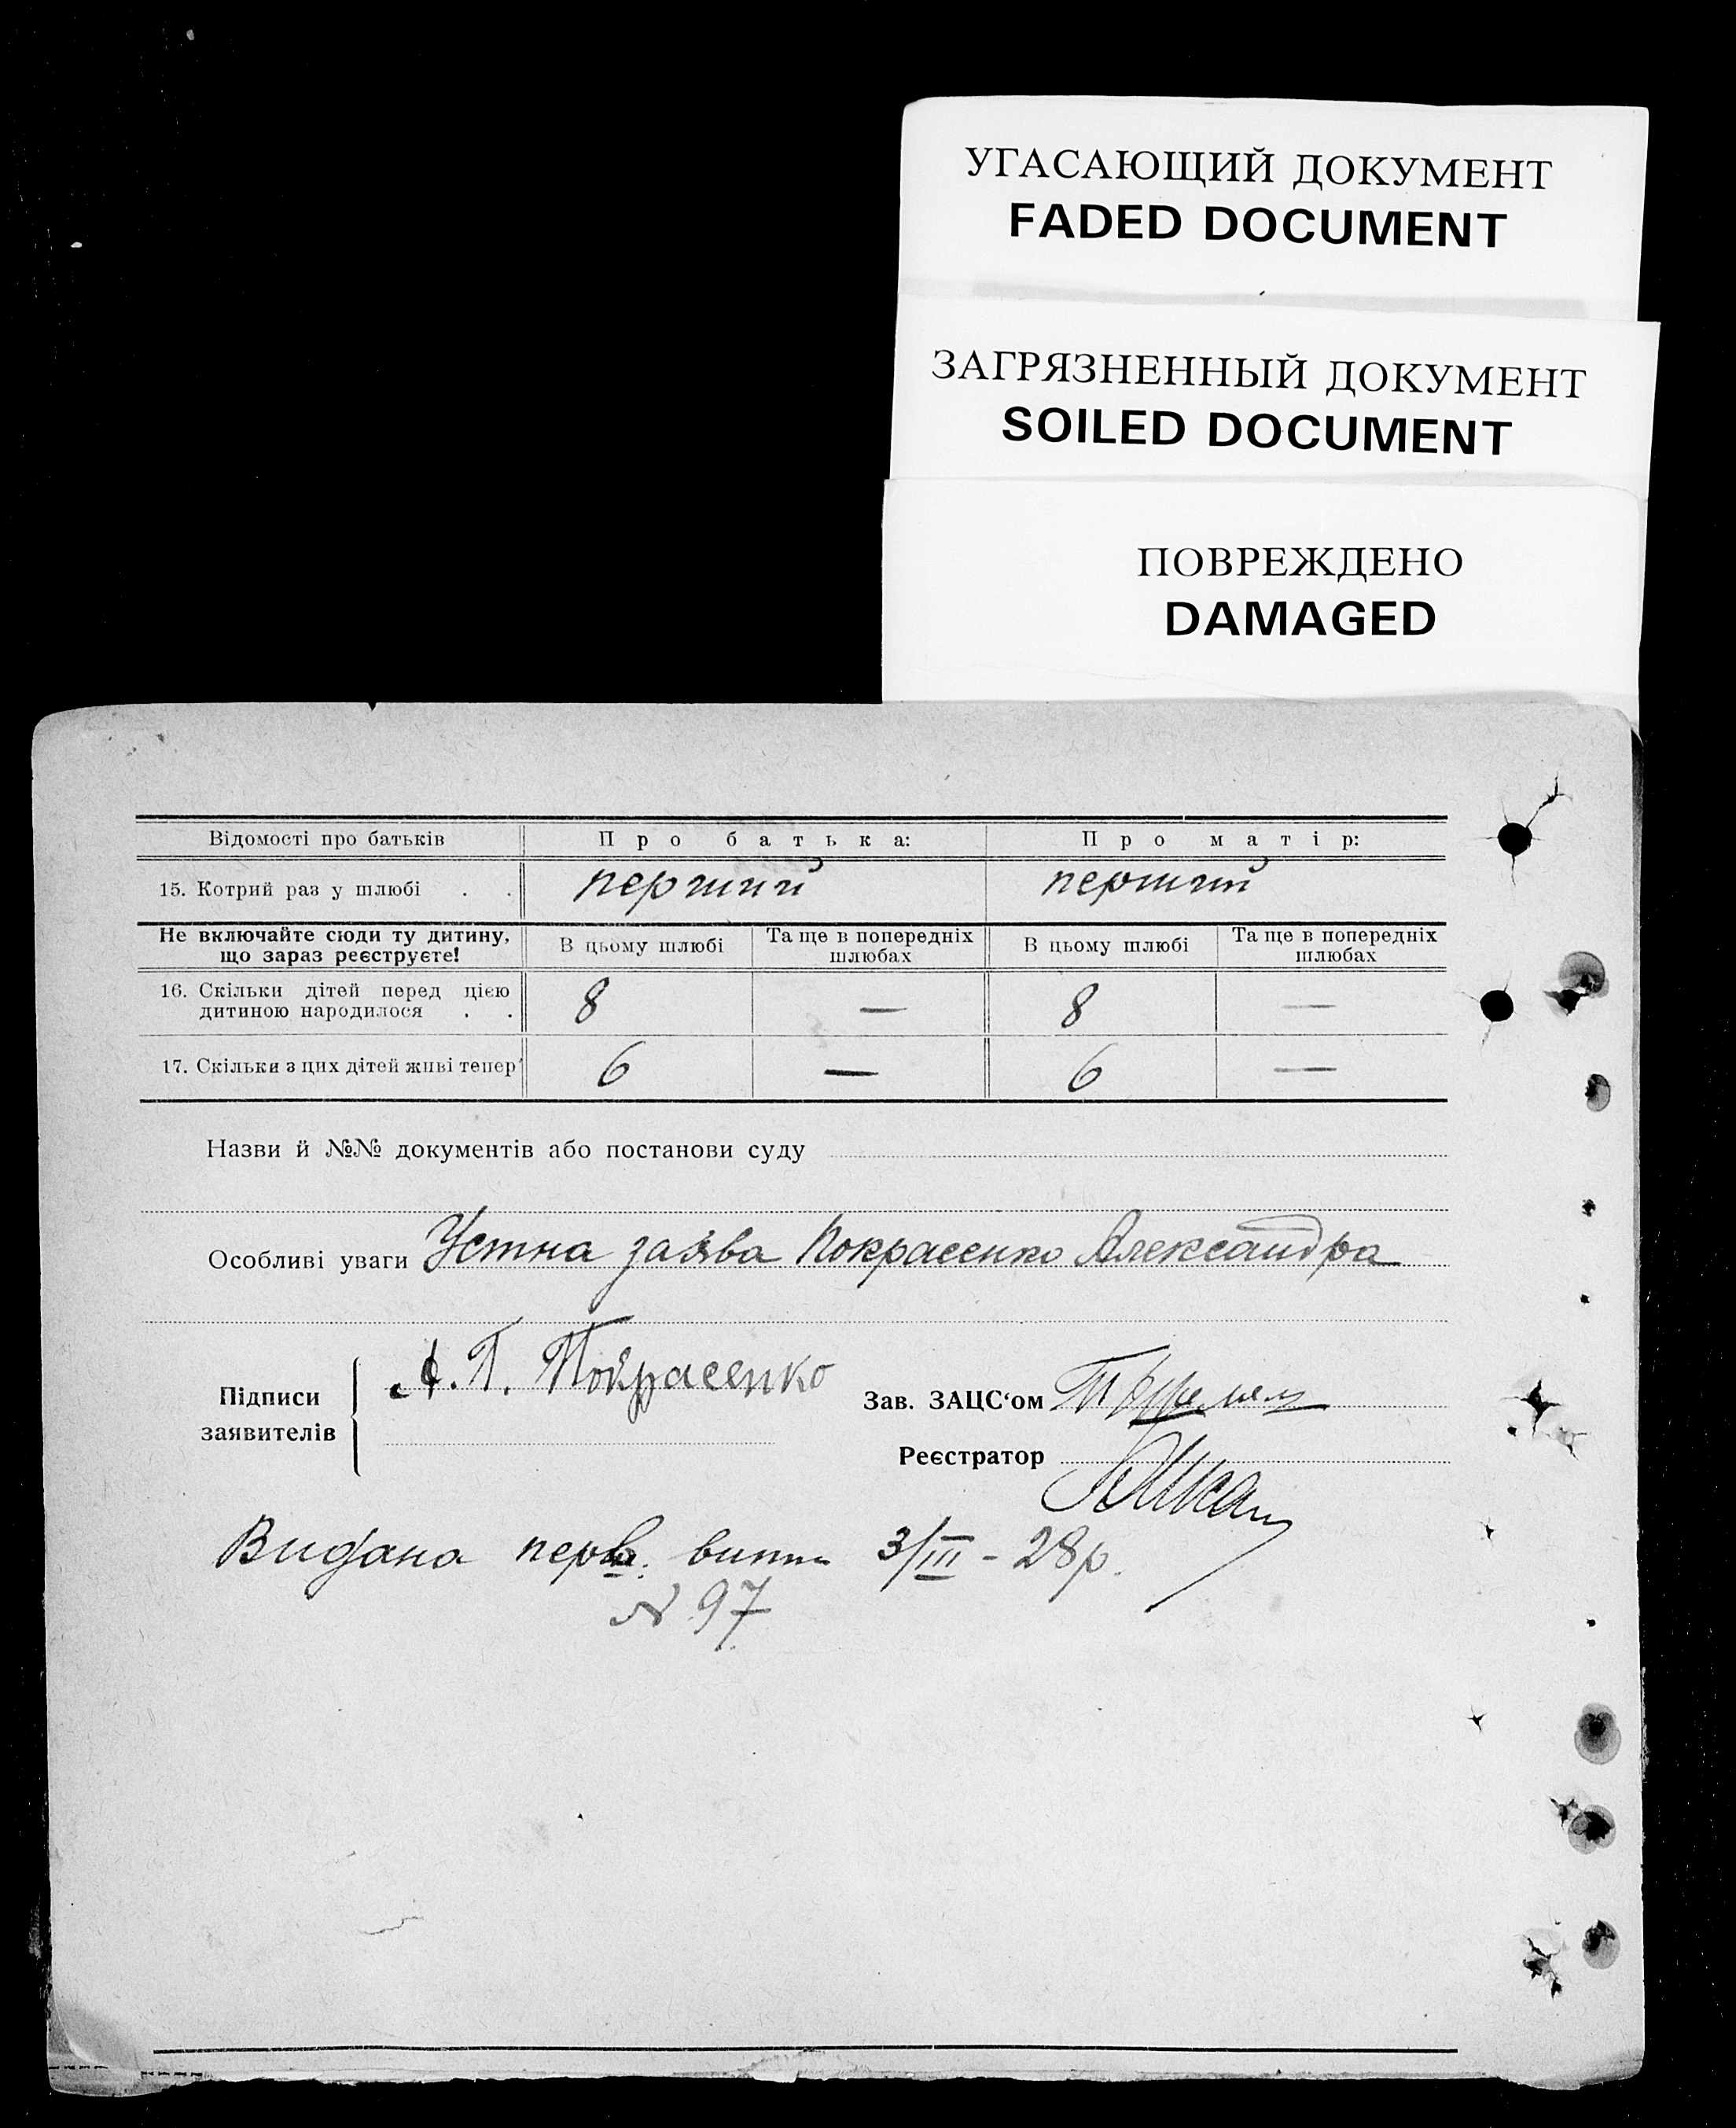 УГАСАЮЩИЙ ДОКУМЕНТ
FADED DOCUMENT
ЗАГРЯЗНЕННЫЙ ДОКУМЕНТ
SOILED DOCUMENT
ПОВРЕЖДЕНО
DAMAGED
Відомості про батьків Про батька: Про матір:
15. Котрий раз у шлюбі . . перший перший
Не включайте сюди ту дитину, що зараз реєструєте! В цьому шлюбі Та ще в попередніх шлюбах В цьому шлюбі Та ще в попередніх шлюбах
16. Скільки дітей перед цією дитиною народилося . . 8 — 8 —
17. Скільки з цих дітей живі тепер 6 — 6 —
Назви й №№ документів або постанови суду
Особливі уваги Устна заява Покрасенко Александра
Підписи заявителів А. П. Покрасенко
Зав. ЗАЦС‘ом
Реєстратор
Видана перв. випис 3/III - 28 р.
N 97